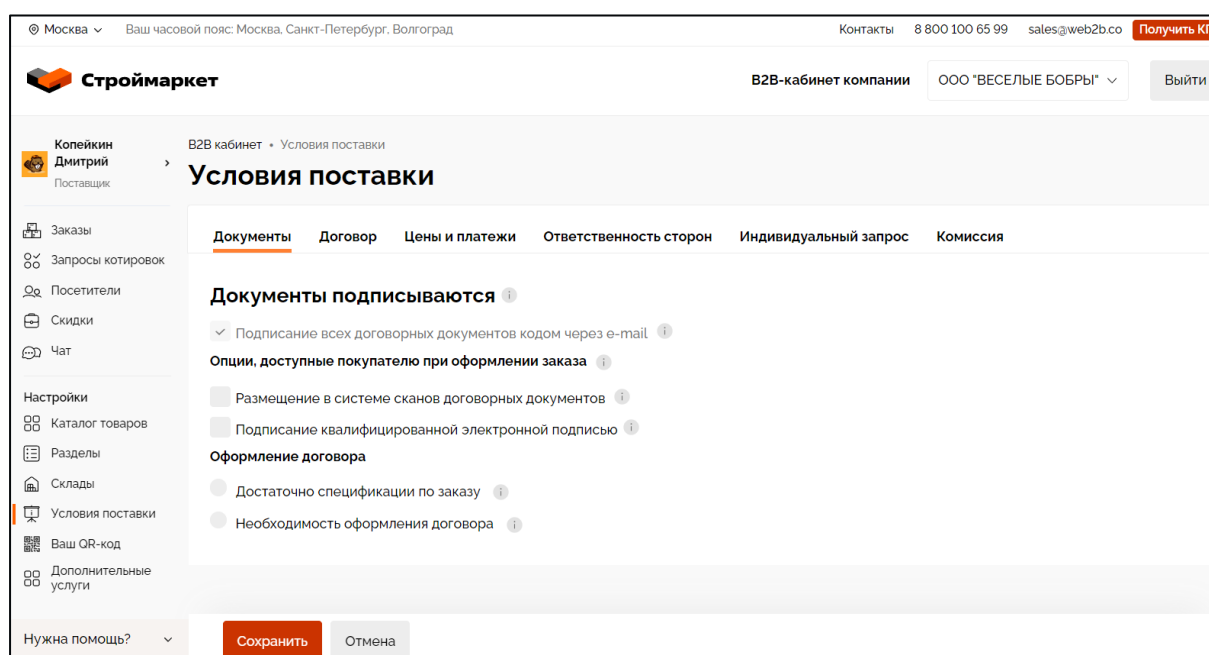 Москва
Ваш часовой пояс: Москва, Санкт-Петербург, Волгоград
Контакты
8 800 100 65 99
sales@web2b.co
Получить
Строймаркет
B2B-кабинет компании
ООО "ВЕСЕЛЫЕ БОБРЫ"
Выйти
Копейкин
Дмитрий
Поставщик
B2B кабинет • Условия поставки
Условия поставки
Заказы
Запросы котировок
Посетители
Скидки
Чат
Настройки
Каталог товаров
Разделы
Склады
Условия поставки
Ваш QR-код
Дополнительные
услуги
Нужна помощь?
Документы
Договор
Цены и платежи
Ответственность сторон
Индивидуальный запрос
Комиссия
Документы подписываются
Подписание всех договорных документов кодом через e-mail
Опции, доступные покупателю при оформлении заказа
Размещение в системе сканов договорных документов
Подписание квалифицированной электронной подписью
Оформление договора
Достаточно спецификации по заказу
Необходимость оформления договора
Сохранить
Отмена